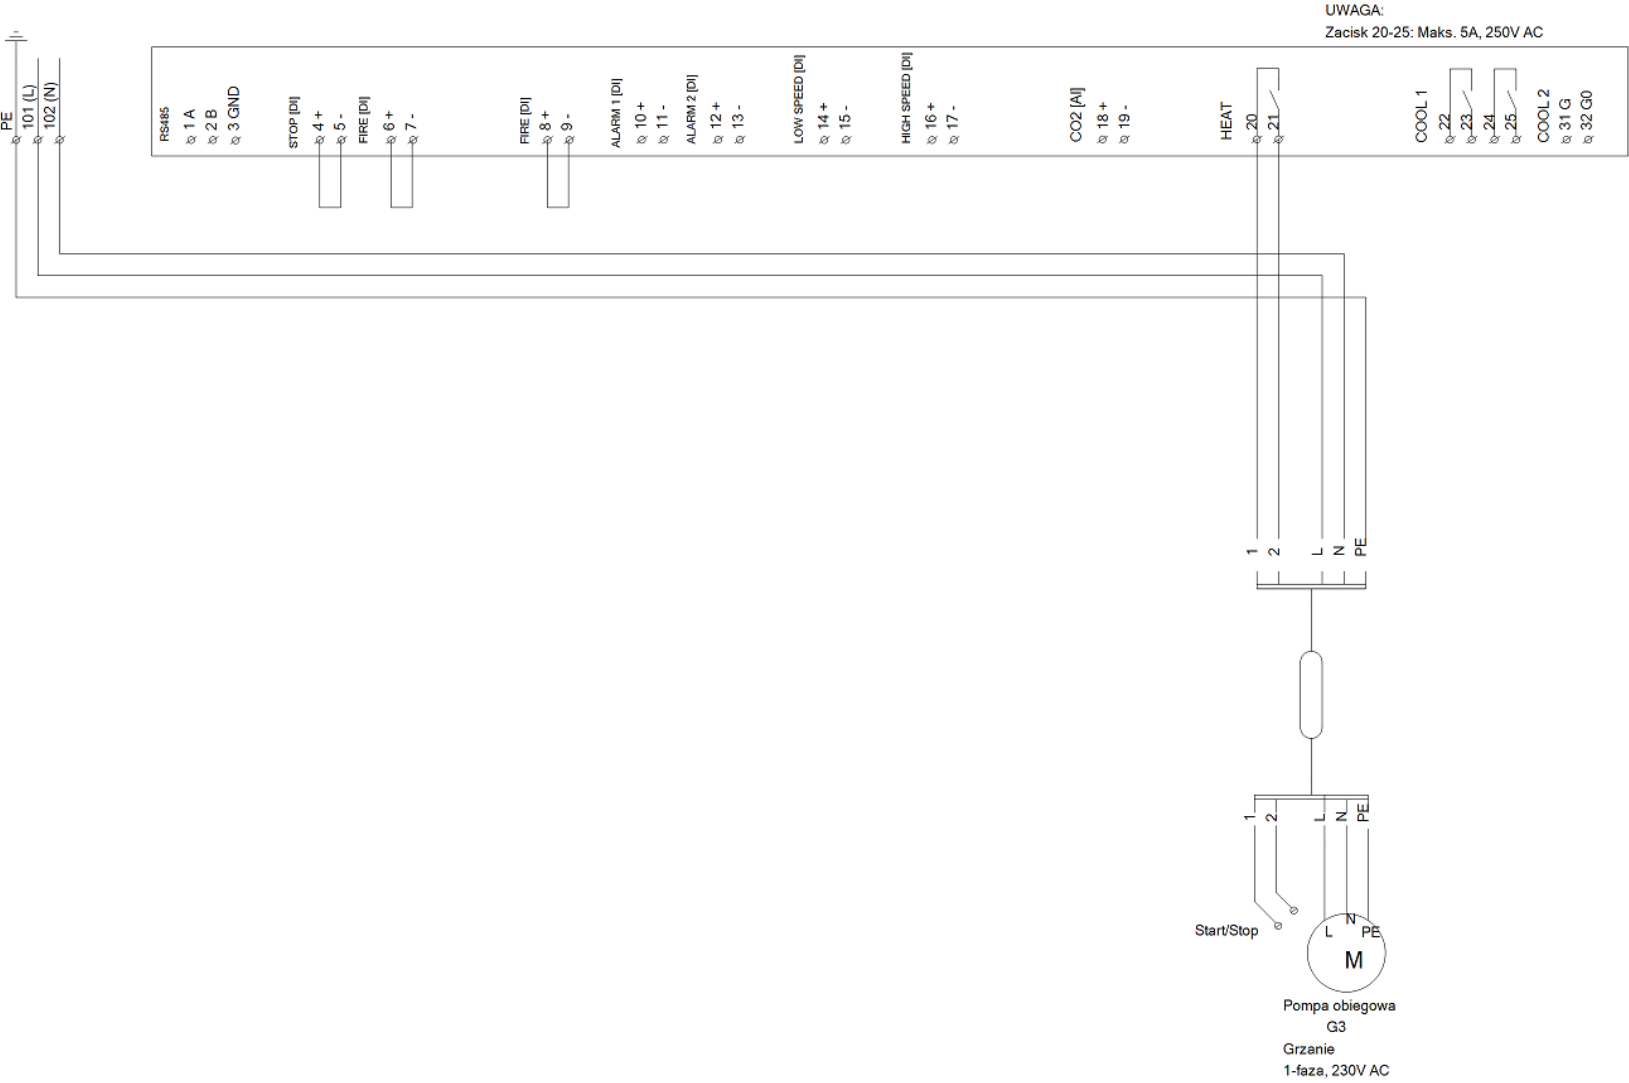 UWAGA:
Zacisk 20-25: Maks. 5A, 250V AC
PE
101 (L)
102 (N)
RS485
1 A
2 B
3 GND
STOP [DI]
4 +
5 -
FIRE [DI]
6 +
7 -
FIRE [DI]
8 +
9 -
ALARM 1 [DI]
10 +
11 -
ALARM 2 [DI]
12 +
13 -
LOW SPEED [DI]
14 +
15 -
HIGH SPEED [DI]
16 +
17 -
CO2 [AI]
18 +
19 -
HEAT
20
21
COOL 1
22
23
24
25
COOL 2
31 G
32 G0
1
2
L
N
PE
1
2
L
N
PE
Start/Stop
L
N
PE
M
Pompa obiegowa
G3
Grzanie
1-faza, 230V AC